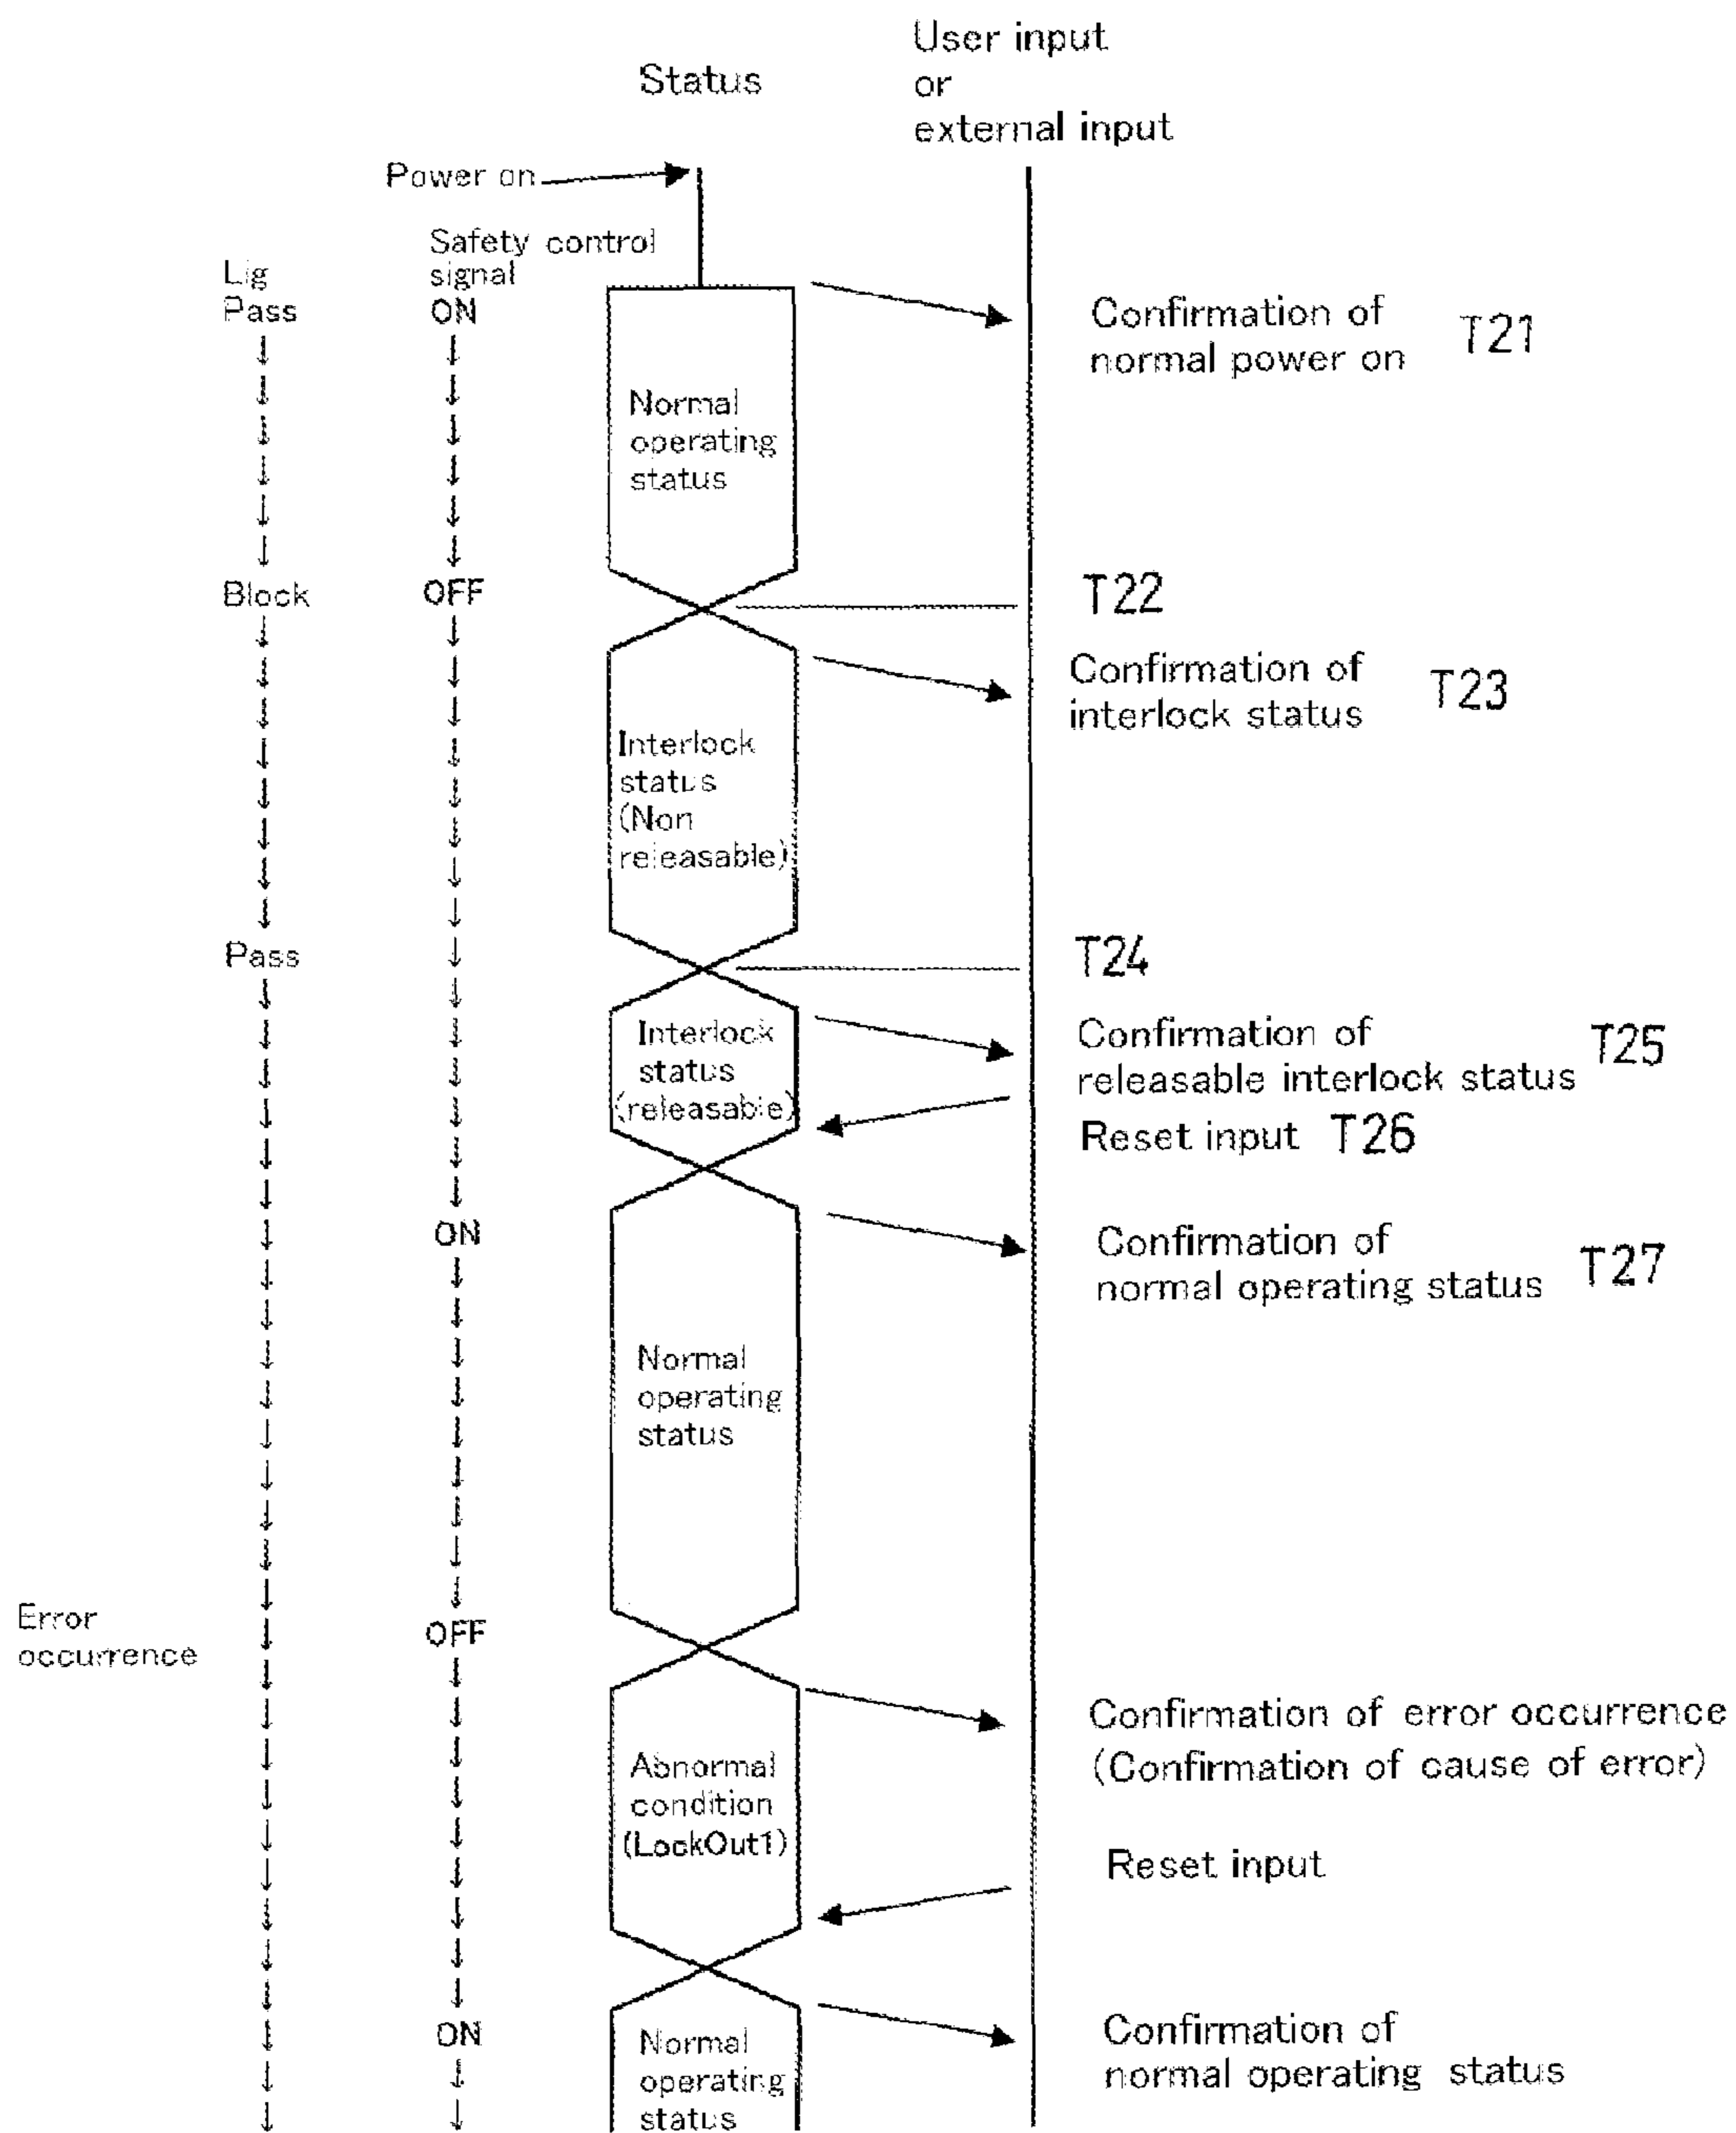 User input
or
external input
Status
Power on
Safety control
signal
Lig
Pass
ON
Confirmation of
normal power on T21
Normal
operating
status
Block
OFF
T22
Confirmation of
interlock status T23
Interlock
status
(Non
releasable)
Pass
T24
Interlock
status
(releasable)
Confirmation of
releasable interlock status T25
Reset input T26
ON
Confirmation of
normal operating status T27
Normal
operating
status
Error
occurrence
OFF
Confirmation of error occurrence
(Confirmation of cause of error)
Abnormal
condition
(LockOut1)
Reset input
ON
Normal
operating
status
Confirmation of
normal operating status